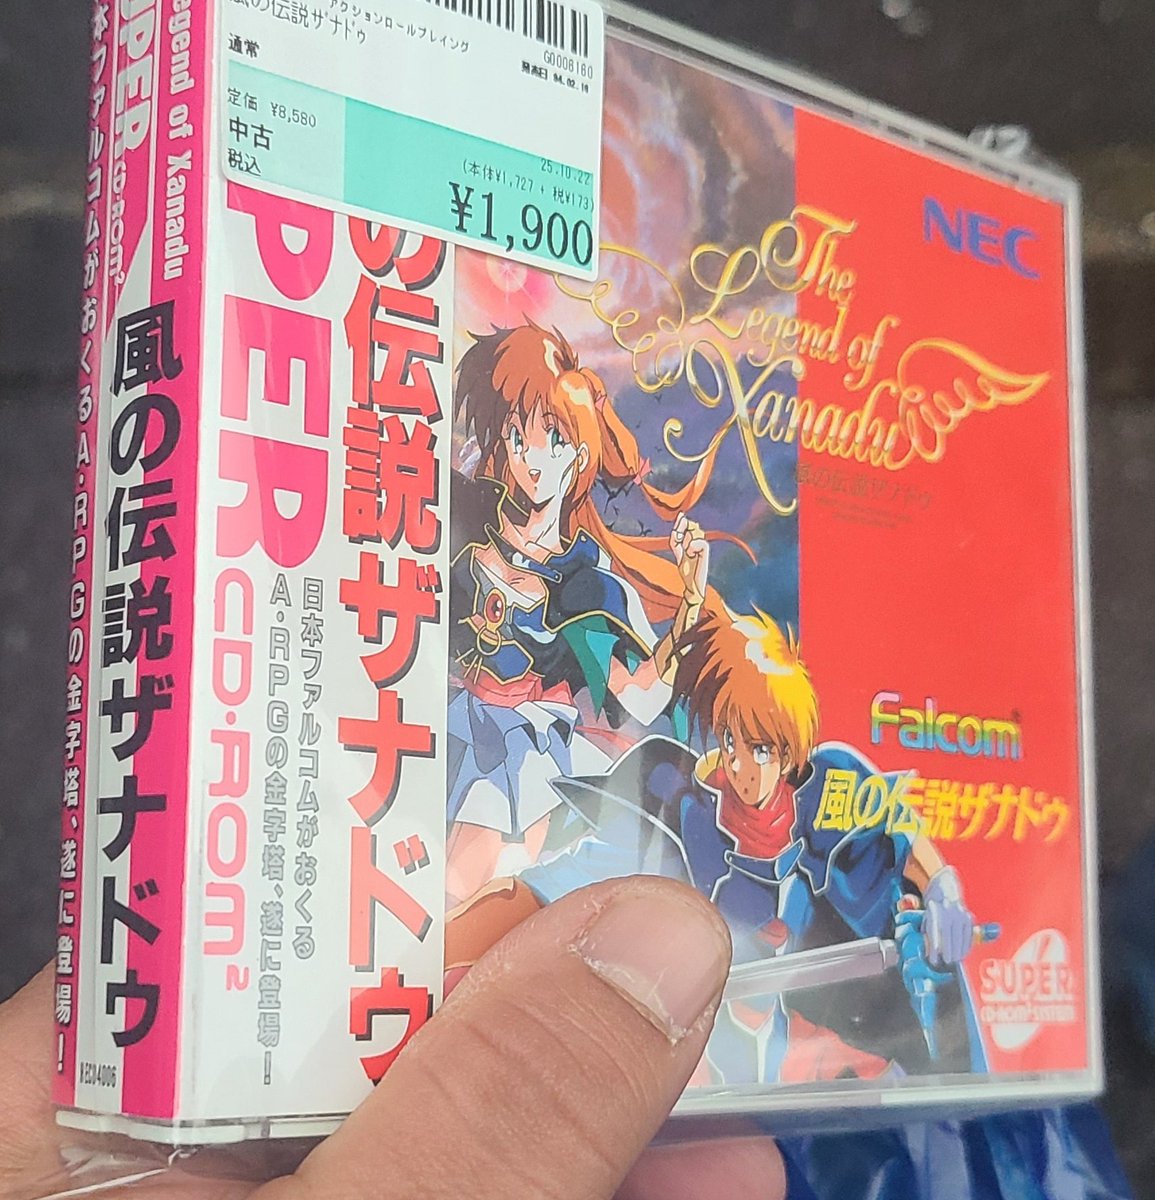 アクションロールプレイング
風の伝説ザナドゥ
G0008160
通常
発売日 94.02.18
定価 ¥8,580
中古
税込
25.10.22
(本体¥1,727 + 税¥173)
¥1,900
Legend of Xanadu
SUPER CD-ROM²
本ファルコムがおくるA・RPGの金字塔、遂に登場!
風の伝説ザナドゥ
PER
CD・ROM²
の伝説ザナドゥ
日本ファルコムがおくる
A・RPGの金字塔、遂に登場!
NEC
The
Legend of
Xanadu
風の伝説ザナドゥ
Falcom
風の伝説ザナドゥ
SUPER
CD-ROM² SYSTEM